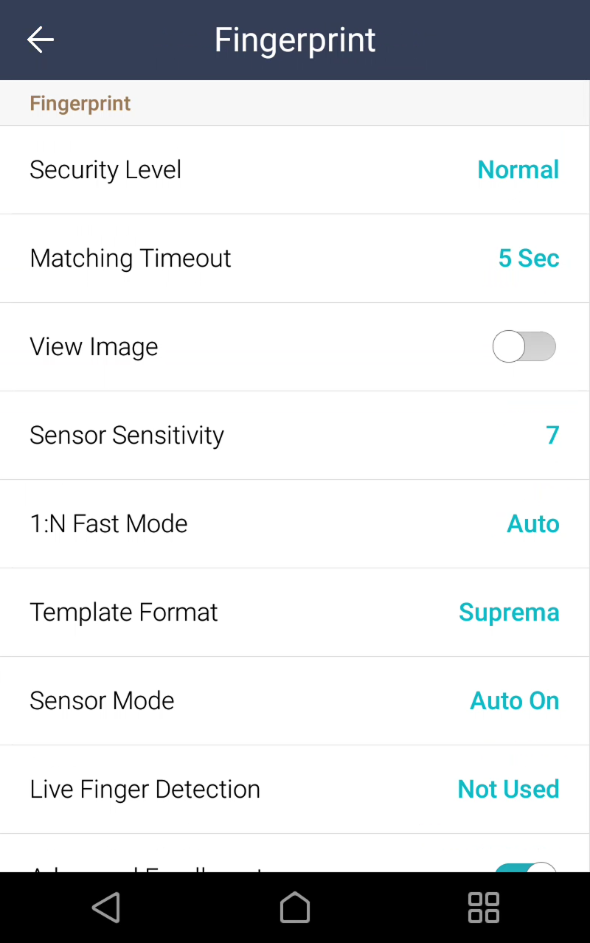 Fingerprint
Fingerprint
Security Level Normal
Matching Timeout 5 Sec
View Image
Sensor Sensitivity 7
1:N Fast Mode Auto
Template Format Suprema
Sensor Mode Auto On
Live Finger Detection Not Used